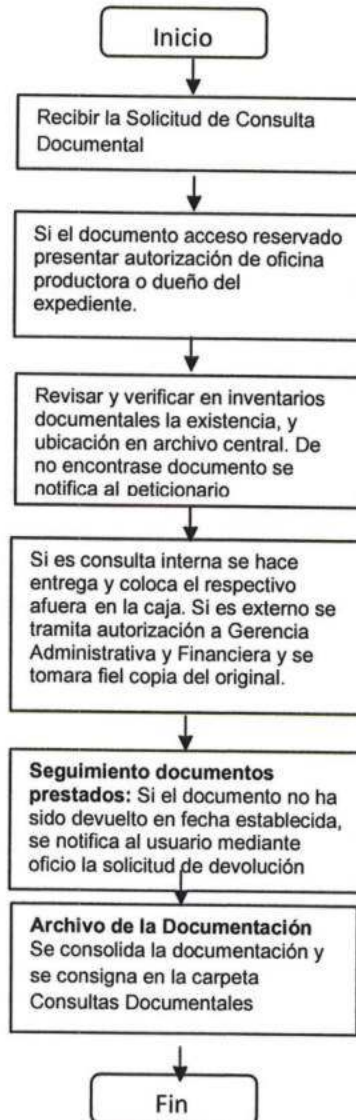 Inicio
Recibir la Solicitud de Consulta
Documental
Si el documento acceso reservado
presentar autorización de oficina
productora o dueño del
expediente.
Revisar y verificar en inventarios
documentales la existencia, y
ubicación en archivo central. De
no encontrase documento se
notifica al peticionario
Si es consulta interna se hace
entrega y coloca el respectivo
afuera en la caja. Si es externo se
tramita autorización a Gerencia
Administrativa y Financiera y se
tomara fiel copia del original.
Seguimiento documentos
prestados: Si el documento no ha
sido devuelto en fecha establecida,
se notifica al usuario mediante
oficio la solicitud de devolución
Archivo de la Documentación
Se consolida la documentación y
se consigna en la carpeta
Consultas Documentales
Fin